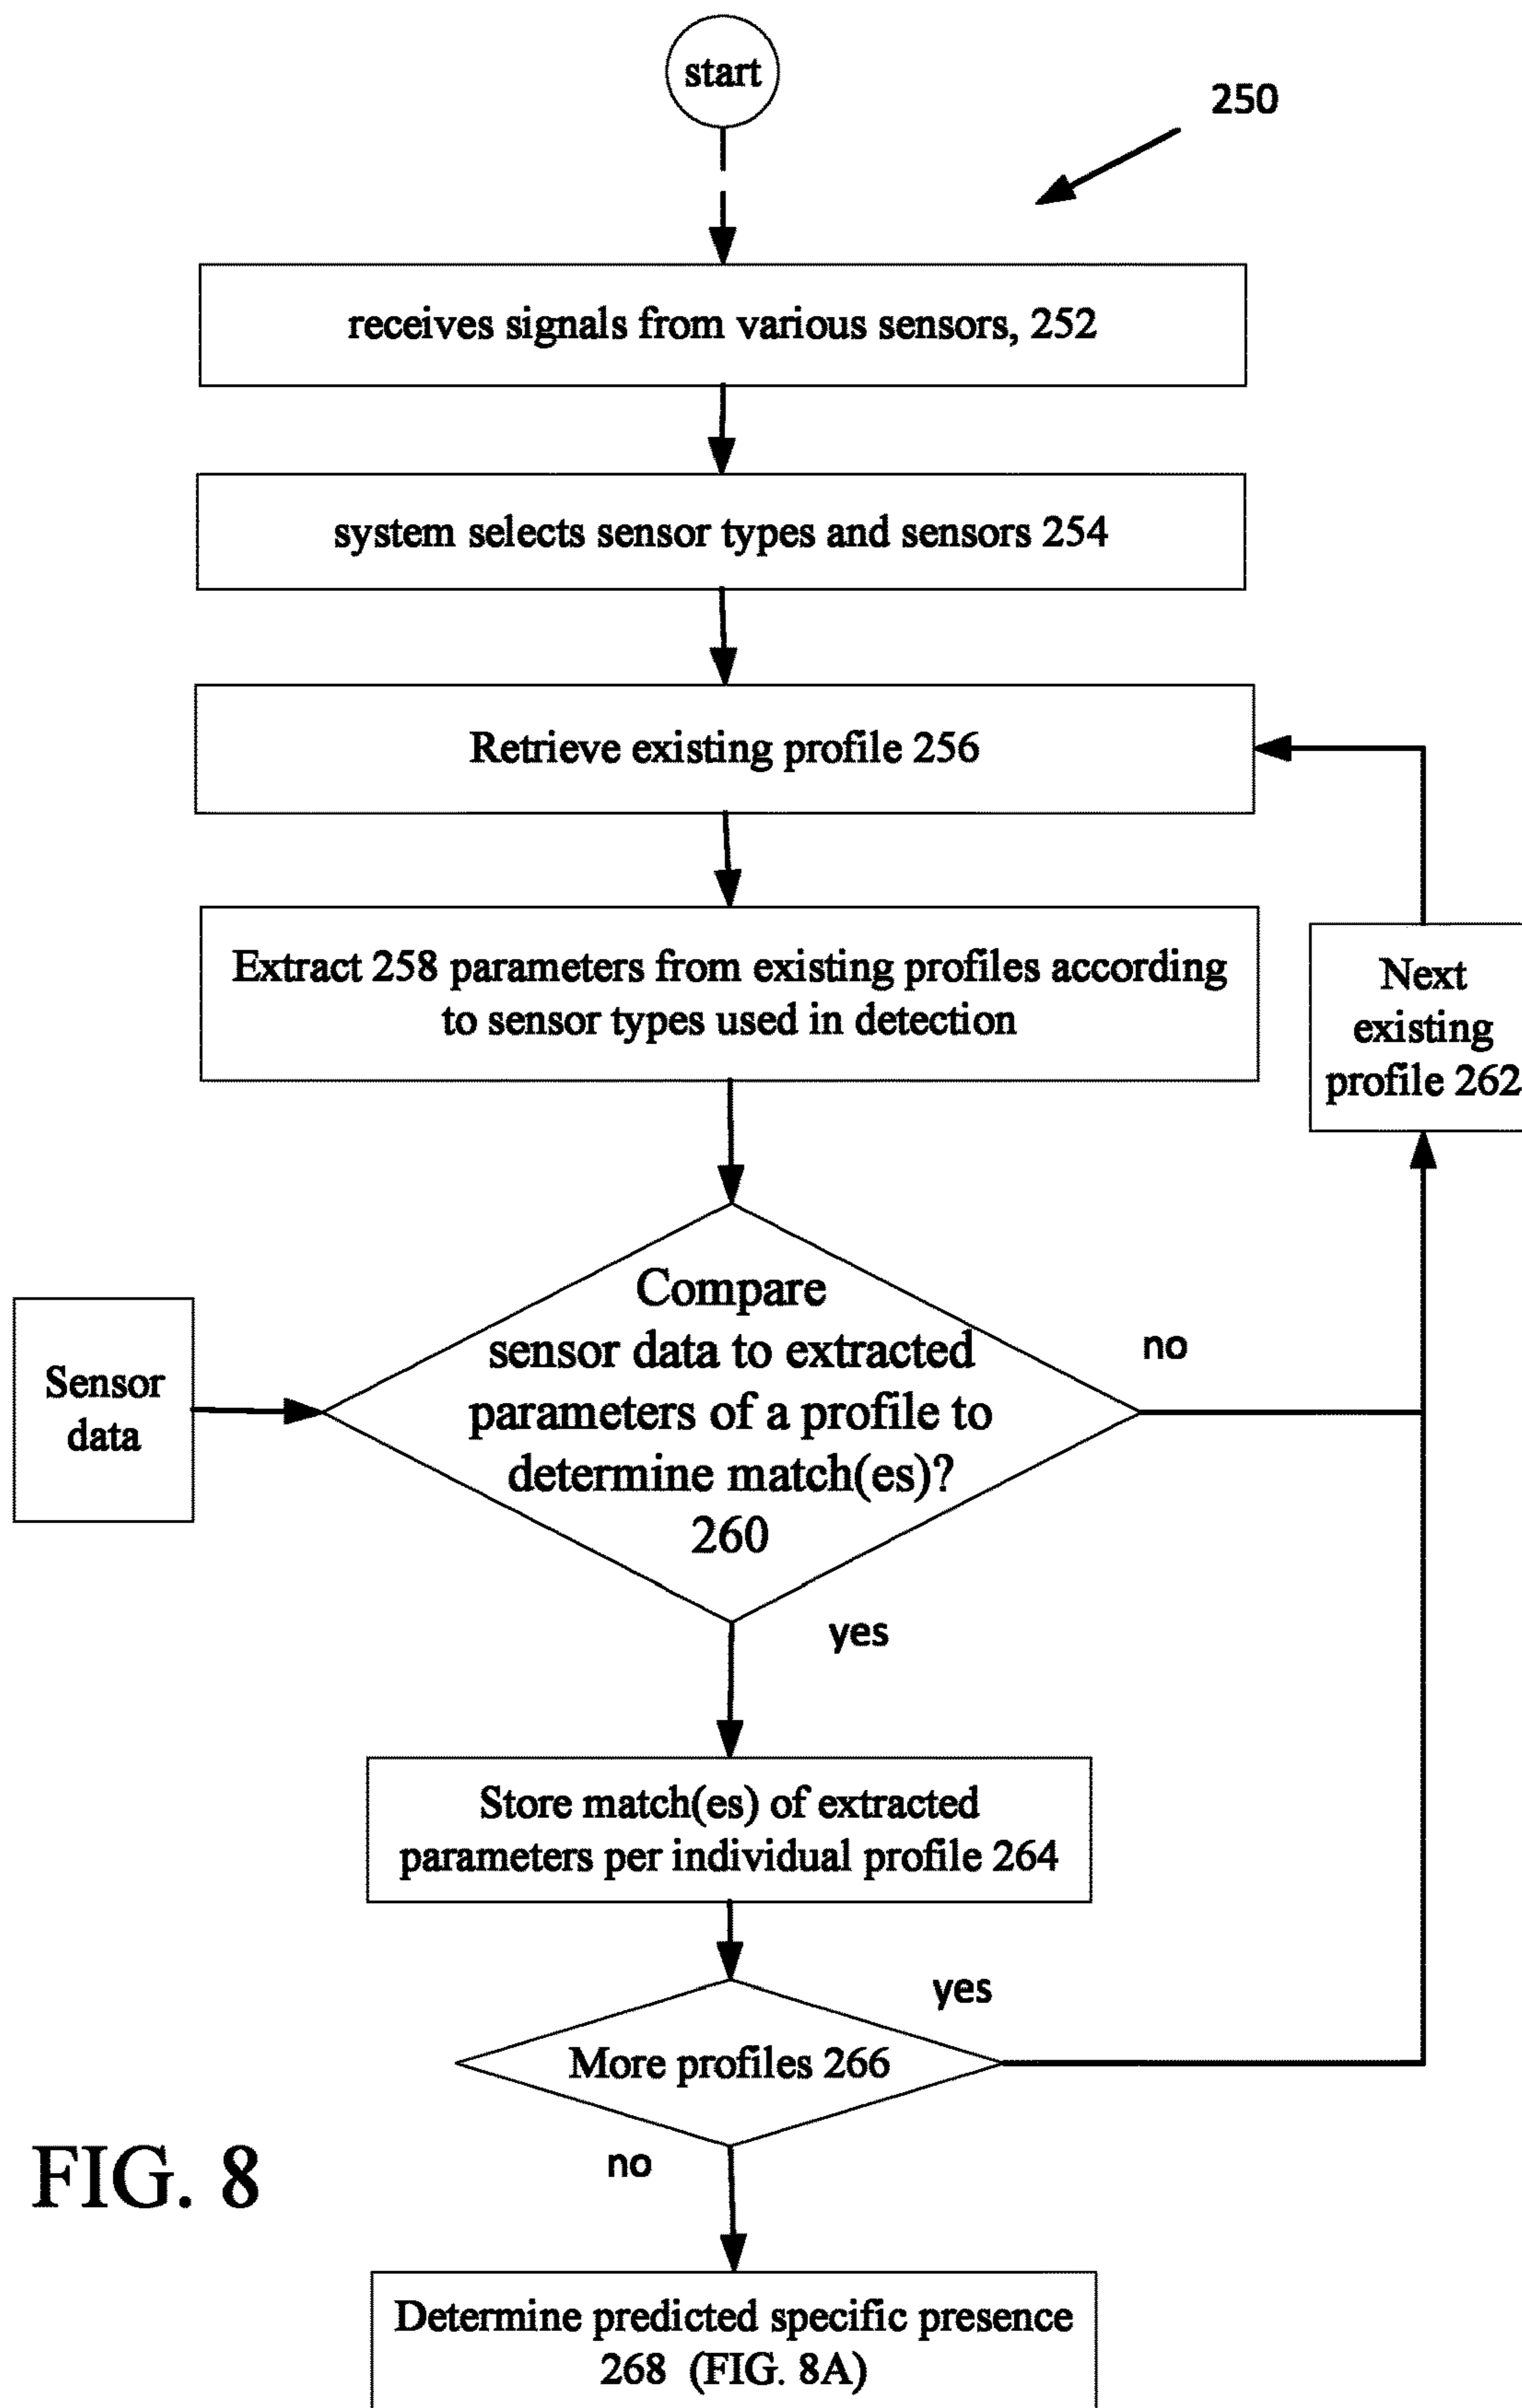 start
250
receives signals from various sensors, 252
system selects sensor types and sensors 254
Retrieve existing profile 256
Extract 258 parameters from existing profiles according
to sensor types used in detection
Next
existing
profile 262
Compare
sensor data to extracted
parameters of a profile to
determine match(es)?
260
no
Sensor
data
yes
Store match(es) of extracted
parameters per individual profile 264
yes
More profiles 266
no
FIG. 8
Determine predicted specific presence
268 (FIG. 8A)